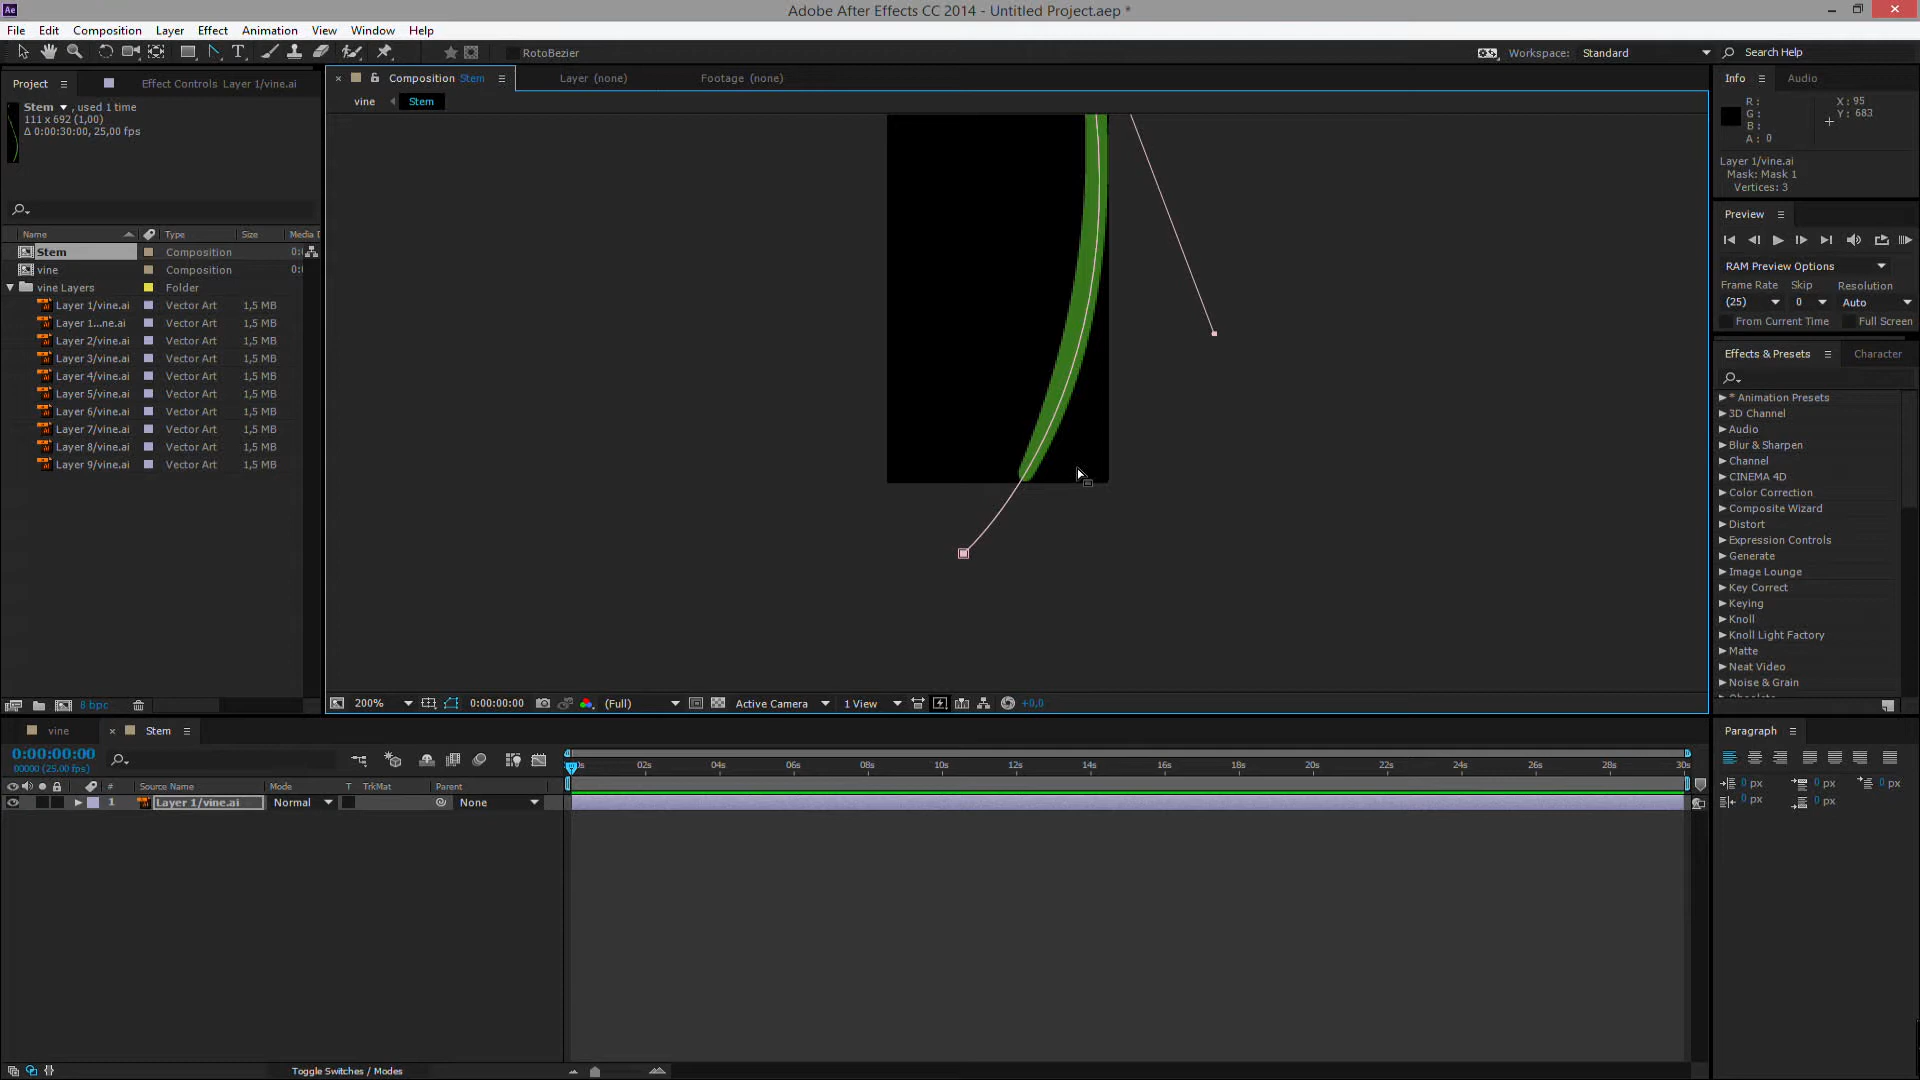 Ae
Adobe After Effects CC 2014 - Untitled Project.aep *
File Edit Composition Layer Effect Animation View Window Help
RotoBezier
Workspace: Standard
Search Help
Project
Effect Controls Layer 1/vine.ai
Composition Stem
Layer (none)
Footage (none)
Info
Audio
Stem , used 1 time
111 x 692 (1,00)
Δ 0:00:30:00, 25,00 fps
vine
Stem
R :
G :
B :
A : 0
X : 95
Y : 683
Layer 1/vine.ai
Mask: Mask 1
Vertices: 3
Preview
Name Type Size Media D
Stem Composition 0:
vine Composition 0:
vine Layers Folder
Layer 1/vine.ai Vector Art 1,5 MB
Layer 1...ne.ai Vector Art 1,5 MB
Layer 2/vine.ai Vector Art 1,5 MB
Layer 3/vine.ai Vector Art 1,5 MB
Layer 4/vine.ai Vector Art 1,5 MB
Layer 5/vine.ai Vector Art 1,5 MB
Layer 6/vine.ai Vector Art 1,5 MB
Layer 7/vine.ai Vector Art 1,5 MB
Layer 8/vine.ai Vector Art 1,5 MB
Layer 9/vine.ai Vector Art 1,5 MB
RAM Preview Options
Frame Rate Skip Resolution
(25) 0 Auto
From Current Time Full Screen
Effects & Presets
Character
* Animation Presets
3D Channel
Audio
Blur & Sharpen
Channel
CINEMA 4D
Color Correction
Composite Wizard
Distort
Expression Controls
Generate
Image Lounge
Key Correct
Keying
Knoll
Knoll Light Factory
Matte
Neat Video
Noise & Grain
8 bpc
200% 0:00:00:00 (Full) Active Camera 1 View +0,0
vine
Stem
Paragraph
0:00:00:00
00000 (25.00 fps)
02s 04s 06s 08s 10s 12s 14s 16s 18s 20s 22s 24s 26s 28s 30s
# Source Name Mode T TrkMat Parent
1 Layer 1/vine.ai Normal None
0 px 0 px 0 px
0 px 0 px
Toggle Switches / Modes